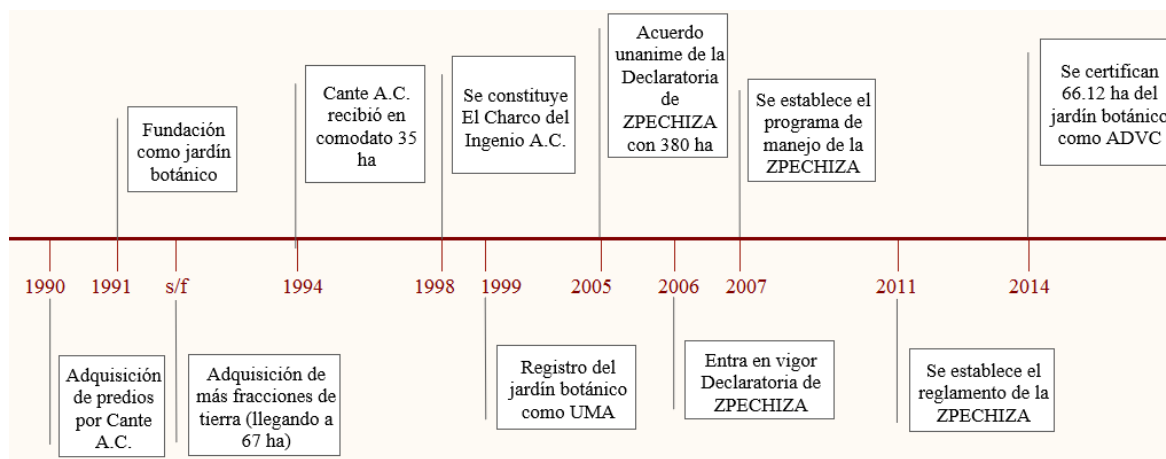 Fundación
como jardín
botánico
Cante A.C.
recibió en
comodato 35
ha
Se constituye
El Charco del
Ingenio A.C.
Acuerdo
unanime de la
Declaratoria
de
ZPECHIZA
con 380 ha
Se establece el
programa de
manejo de la
ZPECHIZA
Se certifican
66.12 ha del
jardín botánico
como ADVC
1990
1991
s/f
1994
1998
1999
2005
2006
2007
2011
2014
Adquisición
de predios
por Cante
A.C.
Adquisición de
más fracciones de
tierra (llegando a
67 ha)
Registro del
jardín botánico
como UMA
Entra en vigor
Declaratoria de
ZPECHIZA
Se establece el
reglamento de la
ZPECHIZA